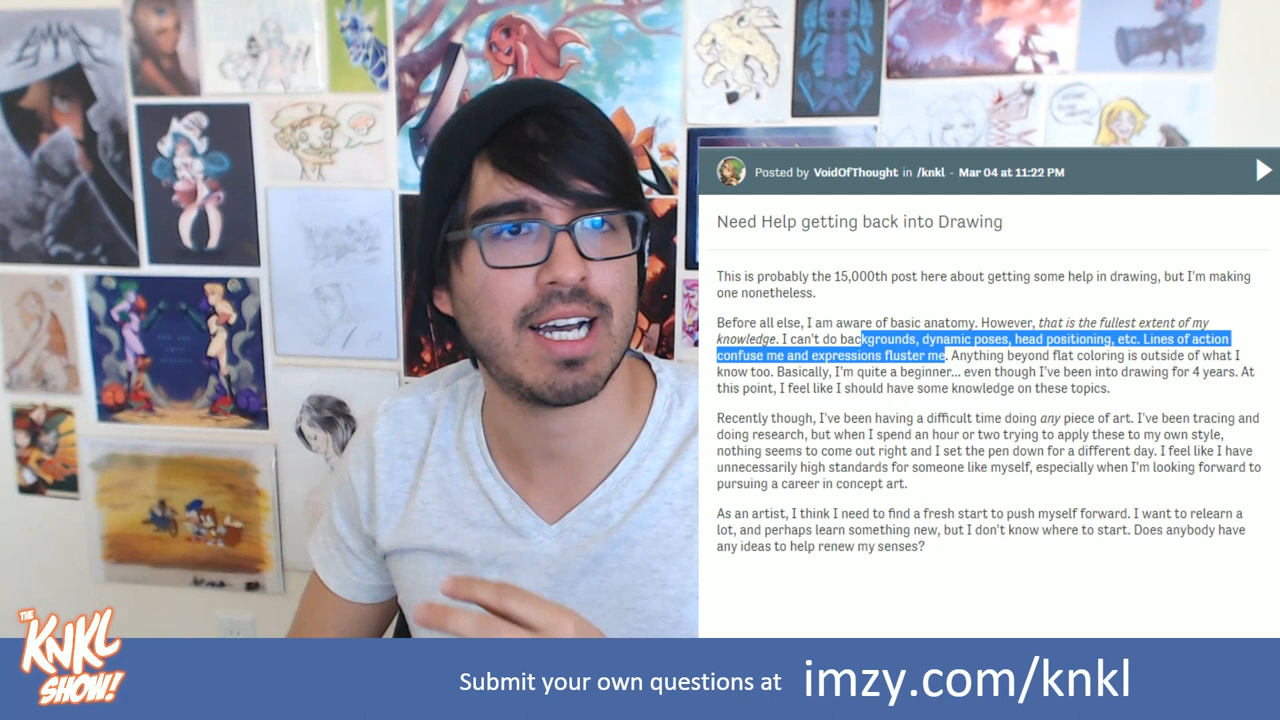 Posted by VoidOfThought in /knkl - Mar 04 at 11:22 PM
Need Help getting back into Drawing
This is probably the 15,000th post here about getting some help in drawing, but I'm making
one nonetheless.
Before all else, I am aware of basic anatomy. However, that is the fullest extent of my
knowledge. I can't do backgrounds, dynamic poses, head positioning, etc. Lines of action
confuse me and expressions fluster me. Anything beyond flat coloring is outside of what I
know too. Basically, I'm quite a beginner... even though I've been into drawing for 4 years. At
this point, I feel like I should have some knowledge on these topics.
Recently though, I've been having a difficult time doing any piece of art. I've been tracing and
doing research, but when I spend an hour or two trying to apply these to my own style,
nothing seems to come out right and I set the pen down for a different day. I feel like I have
unnecessarily high standards for someone like myself, especially when I'm looking forward to
pursuing a career in concept art.
As an artist, I think I need to find a fresh start to push myself forward. I want to relearn a
lot, and perhaps learn something new, but I don't know where to start. Does anybody have
any ideas to help renew my senses?
THE
KNKL
SHOW!
Submit your own questions at imzy.com/knkl